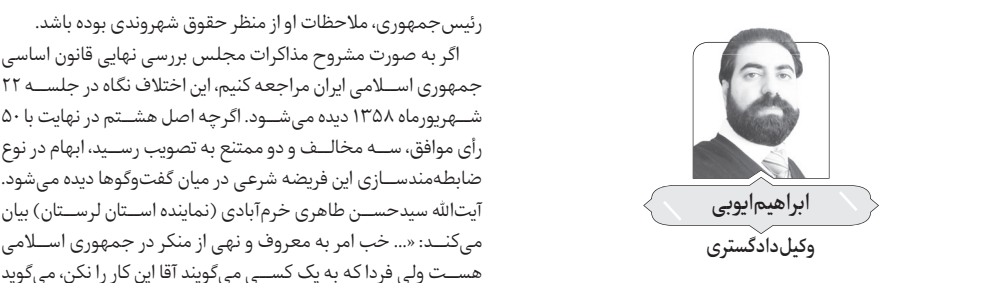 ابراهیم ایوبی
وکیل دادگستری
رئیس‌جمهوری، ملاحظات او از منظر حقوق شهروندی بوده باشد.
اگر به صورت مشروح مذاکرات مجلس بررسی نهایی قانون اساسی
جمهوری اسلامی ایران مراجعه کنیم، این اختلاف نگاه در جلسه ۲۲
شهریورماه ۱۳۵۸ دیده می‌شود. اگرچه اصل هشتم در نهایت با ۵۰
رأی موافق، سه مخالف و دو ممتنع به تصویب رسید، ابهام در نوع
ضابطه‌مندسازی این فریضه شرعی در میان گفت‌وگوها دیده می‌شود.
آیت‌الله سیدحسن طاهری خرم‌آبادی (نماینده استان لرستان) بیان
می‌کند: «... خب امر به معروف و نهی از منکر در جمهوری اسلامی
هست ولی فردا که به یک کسی می‌گویند آقا این کار را نکن، می‌گوید